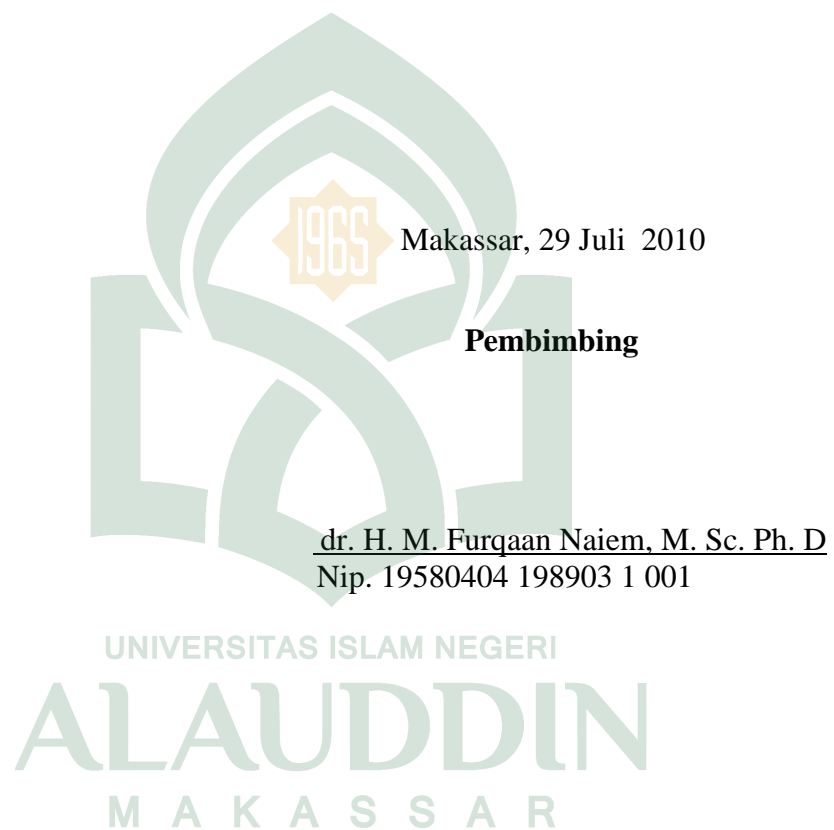 1965
Makassar, 29 Juli 2010
Pembimbing
dr. H. M. Furqaan Naiem, M. Sc. Ph. D
Nip. 19580404 198903 1 001
UNIVERSITAS ISLAM NEGERI
ALAUDDIN
MAKASSAR